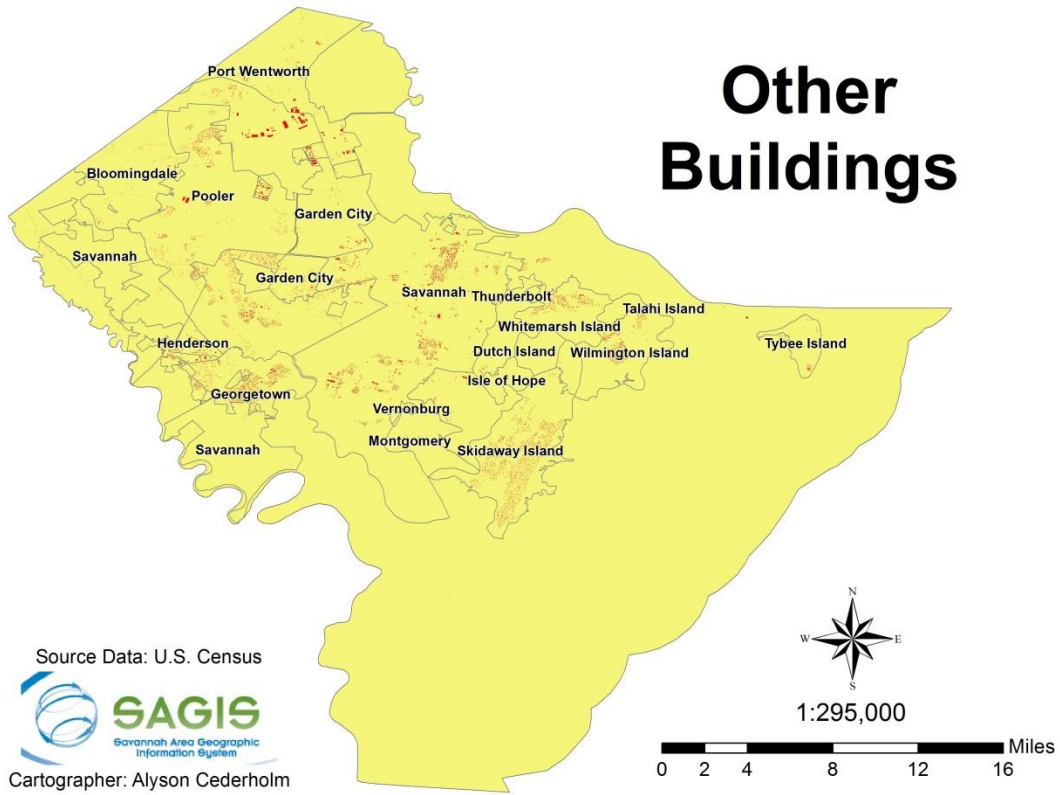 Other
Buildings
Port Wentworth
Bloomingdale
Pooler
Garden City
Savannah
Garden City
Savannah
Thunderbolt
Talahi Island
Whitemarsh Island
Henderson
Dutch Island
Wilmington Island
Tybee Island
Isle of Hope
Georgetown
Vernonburg
Montgomery
Savannah
Skidaway Island
N
W
E
S
1:295,000
Miles
0 2 4 8 12 16
Source Data: U.S. Census
SAGIS
Savannah Area Geographic
Information System
Cartographer: Alyson Cederholm